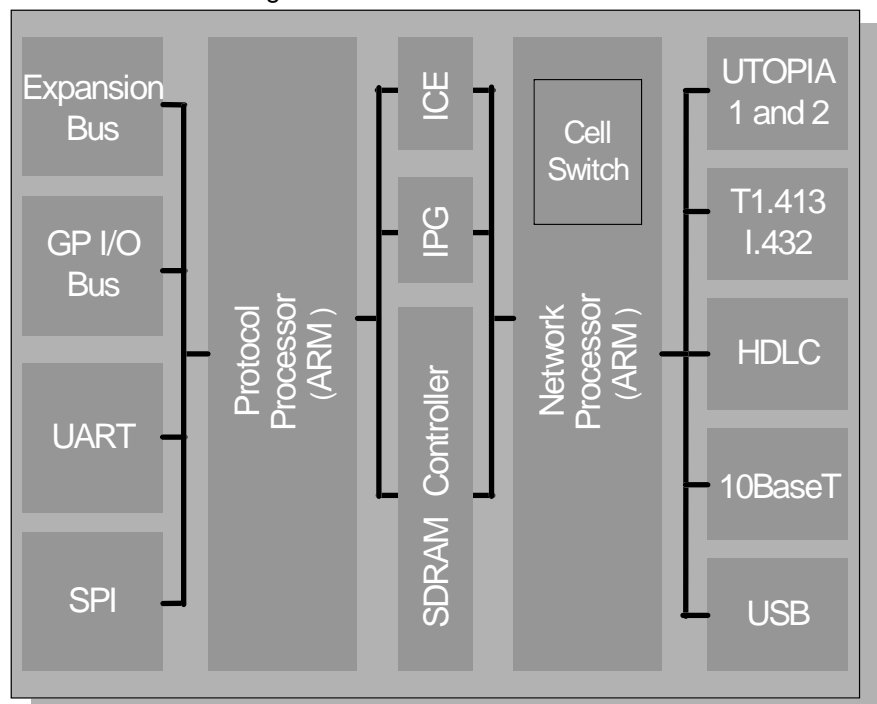 Expansion
Bus
GP I/O
Bus
UART
SPI
Protocol
Processor
(ARM)
ICE
IPG
SDRAM Controller
Cell
Switch
Network
Processor
(ARM)
UTOPIA
1 and 2
T1.413
I.432
HDLC
10BaseT
USB